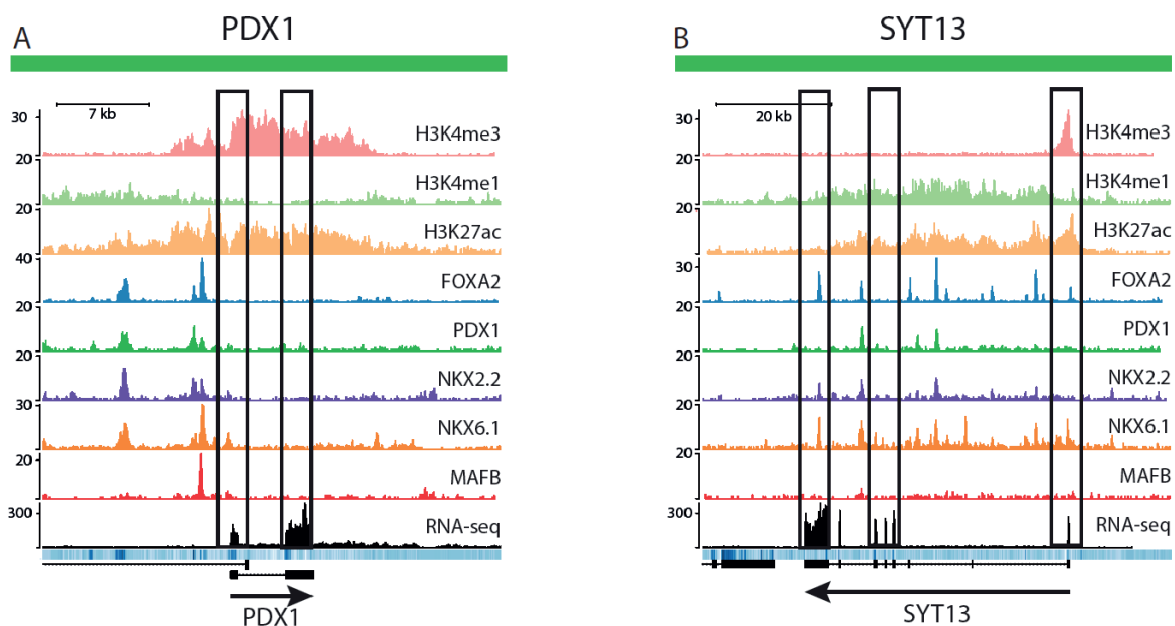 A
PDX1
7 kb
30
H3K4me3
20
H3K4me1
20
H3K27ac
40
FOXA2
20
PDX1
20
NKX2.2
30
NKX6.1
20
MAFB
300
RNA-seq
PDX1
B
SYT13
20 kb
30
H3K4me3
20
H3K4me1
20
H3K27ac
30
FOXA2
20
PDX1
20
NKX2.2
20
NKX6.1
20
MAFB
300
RNA-seq
SYT13